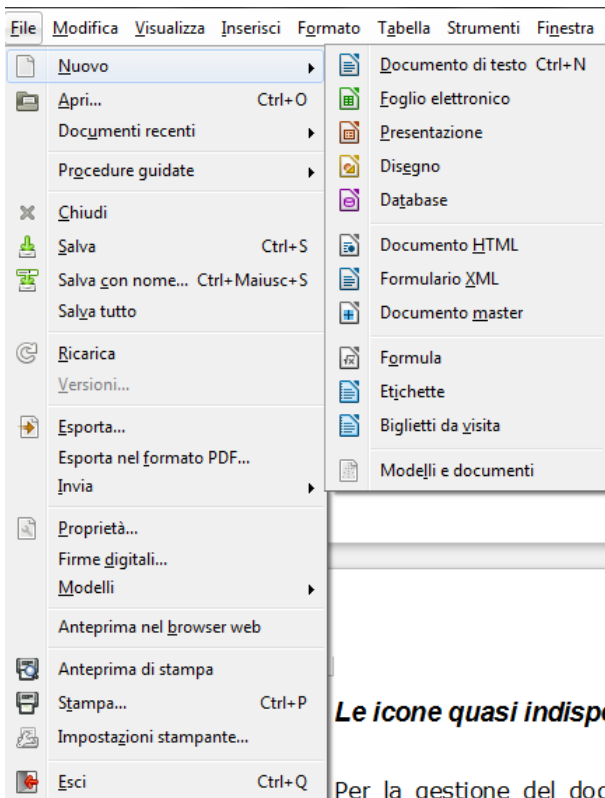 File Modifica Visualizza Inserisci Formato Tabella Strumenti Finestra
Nuovo
Apri... Ctrl+O
Documenti recenti
Procedure guidate
Chiudi
Salva Ctrl+S
Salva con nome... Ctrl+Maiusc+S
Salva tutto
Ricarica
Versioni...
Esporta...
Esporta nel formato PDF...
Invia
Proprietà...
Firme digitali...
Modelli
Anteprima nel browser web
Anteprima di stampa
Stampa... Ctrl+P
Impostazioni stampante...
Esci Ctrl+Q
Documento di testo Ctrl+N
Foglio elettronico
Presentazione
Disegno
Database
Documento HTML
Formulario XML
Documento master
Formula
Etichette
Biglietti da visita
Modelli e documenti
Le icone quasi indisp
Per la gestione del doc